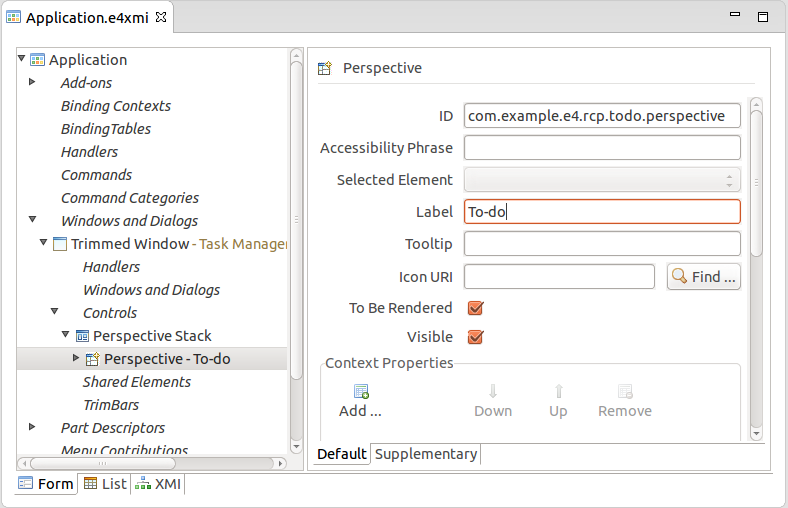 Application.e4xmi
Application
Add-ons
Binding Contexts
BindingTables
Handlers
Commands
Command Categories
Windows and Dialogs
Trimmed Window - Task Manager
Handlers
Windows and Dialogs
Controls
Perspective Stack
Perspective - To-do
Shared Elements
TrimBars
Part Descriptors
Menu Contributions
Perspective
ID com.example.e4.rcp.todo.perspective
Accessibility Phrase
Selected Element
Label To-do
Tooltip
Icon URI Find ...
To Be Rendered
Visible
Context Properties
Add ... Down Up Remove
Default Supplementary
Form List XMI